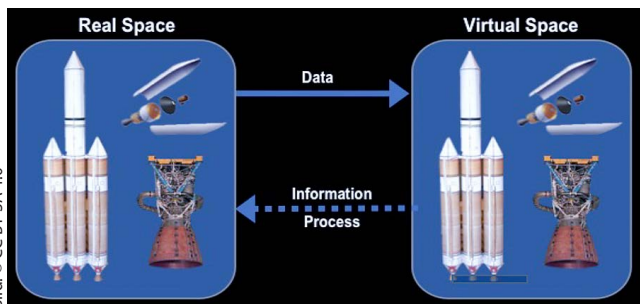 Real Space
Virtual Space
Data
Information
Process